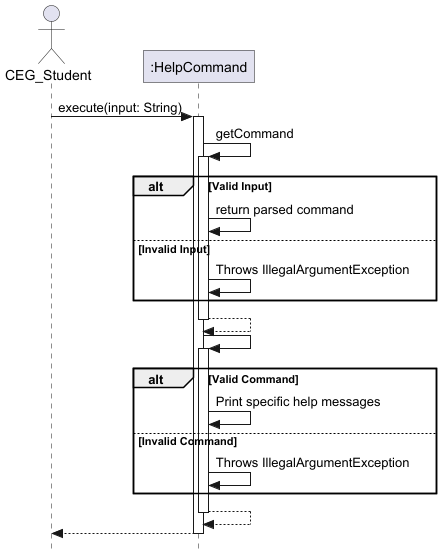 CEG_Student
:HelpCommand
execute(input: String)
getCommand
alt [Valid Input]
return parsed command
[Invalid Input]
Throws IllegalArgumentException
alt [Valid Command]
Print specific help messages
[Invalid Command]
Throws IllegalArgumentException